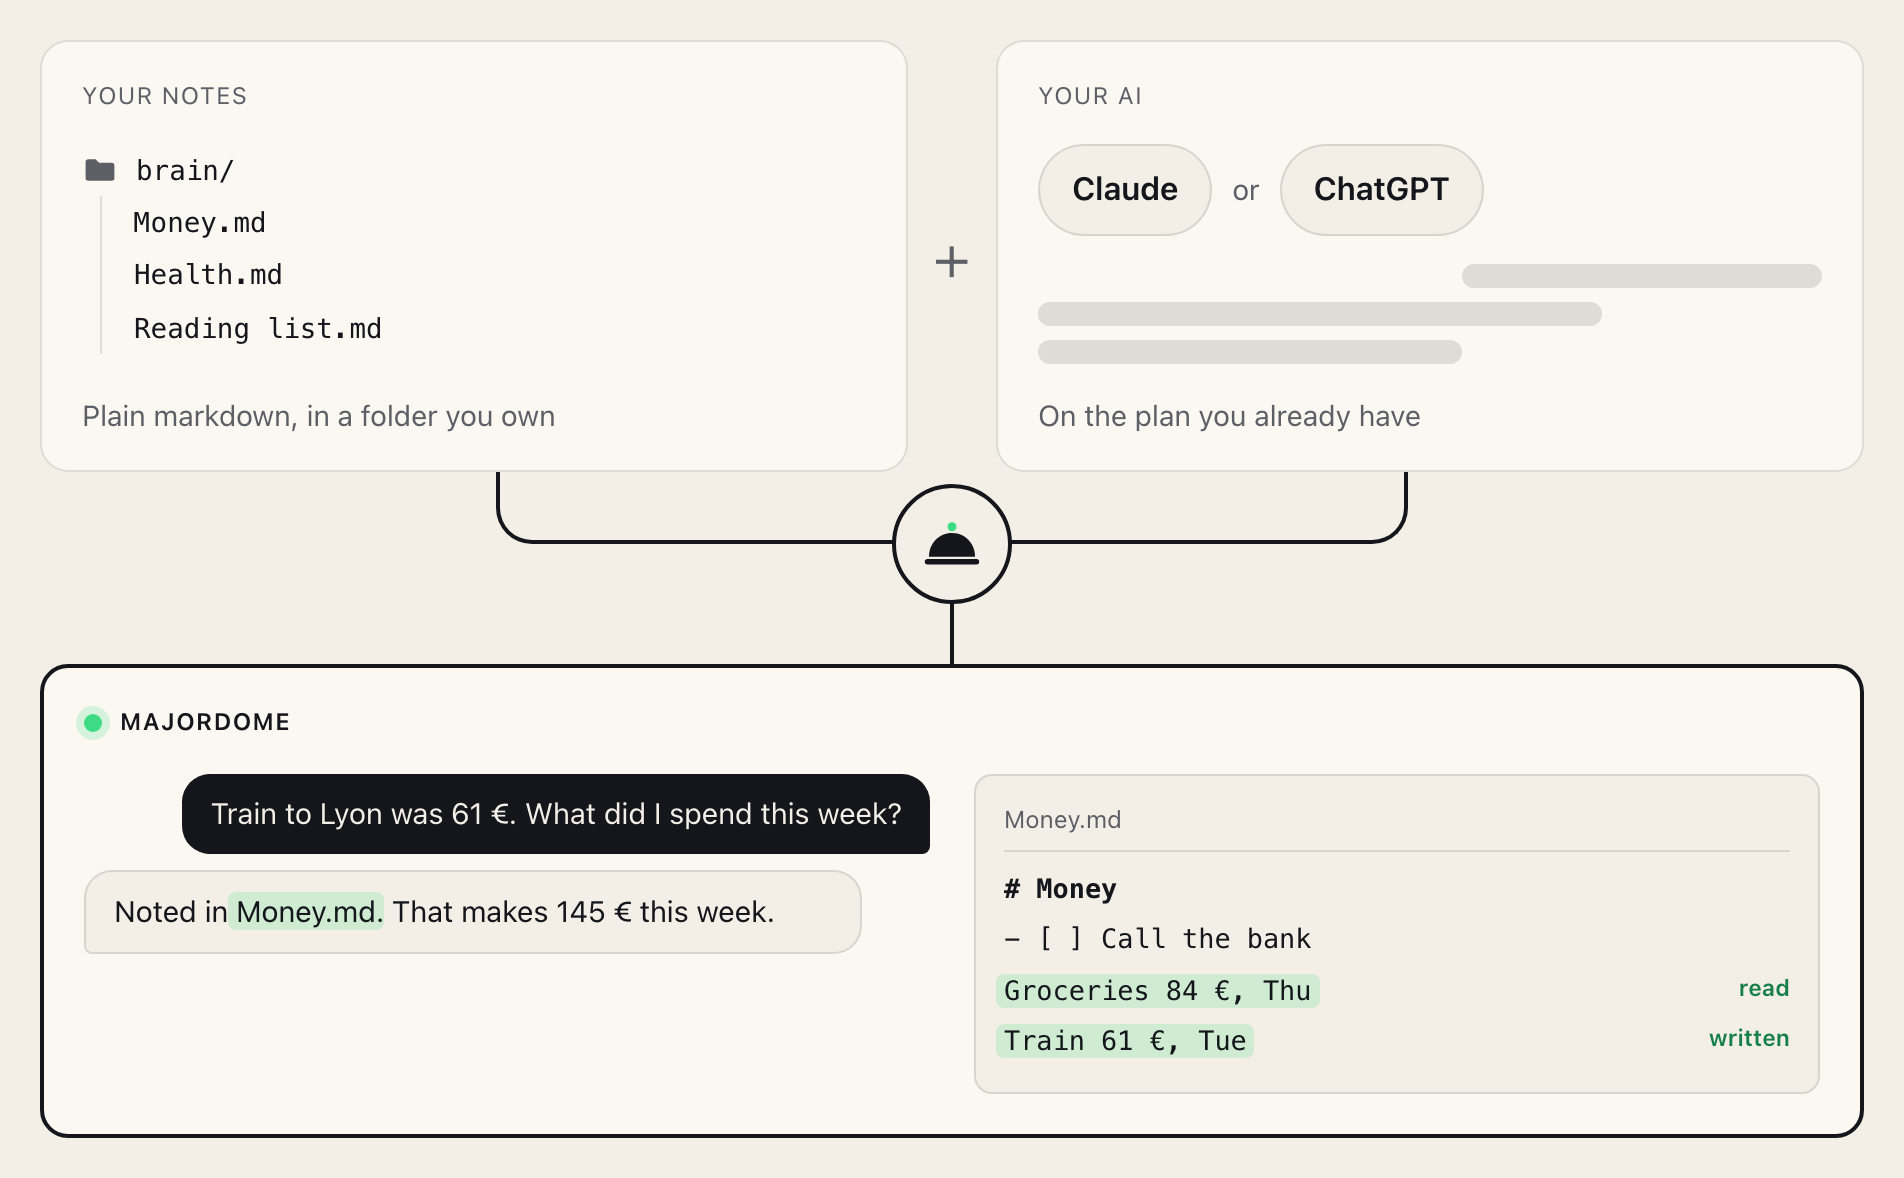 YOUR NOTES
brain/
Money.md
Health.md
Reading list.md
Plain markdown, in a folder you own
+
YOUR AI
Claude or ChatGPT
On the plan you already have
MAJORDOME
Train to Lyon was 61 €. What did I spend this week?
Noted in Money.md. That makes 145 € this week.
Money.md
# Money
– [ ] Call the bank
Groceries 84 €, Thu read
Train 61 €, Tue written